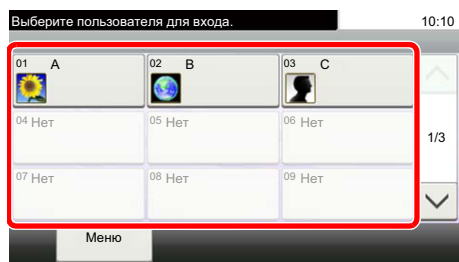 Выберите пользователя для входа. 10:10
01 A 02 B 03 C
04 Нет 05 Нет 06 Нет
1/3
07 Нет 08 Нет 09 Нет
Меню